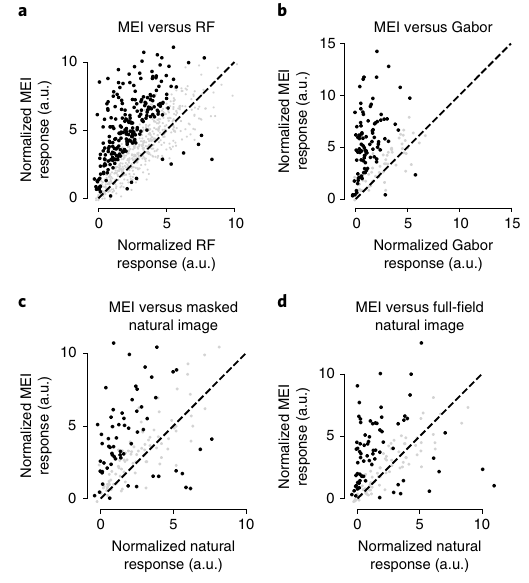 a
MEI versus RF
10
5
0
0 5 10
Normalized MEI
response (a.u.)
Normalized RF
response (a.u.)
b
MEI versus Gabor
15
10
5
0
0 5 10 15
Normalized MEI
response (a.u.)
Normalized Gabor
response (a.u.)
c
MEI versus masked
natural image
10
5
0
0 5 10
Normalized MEI
response (a.u.)
Normalized natural
response (a.u.)
d
MEI versus full-field
natural image
10
5
0
0 5 10
Normalized MEI
response (a.u.)
Normalized natural
response (a.u.)